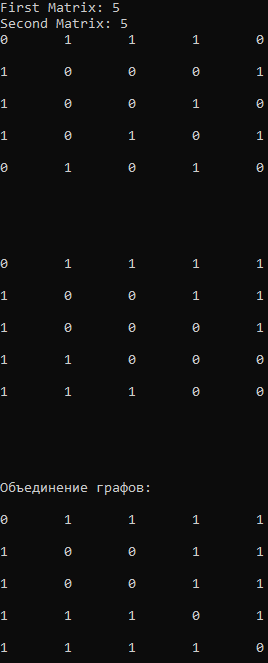 First Matrix: 5
Second Matrix: 5
0 1 1 1 0
1 0 0 0 1
1 0 0 1 0
1 0 1 0 1
0 1 0 1 0
0 1 1 1 1
1 0 0 1 1
1 0 0 0 1
1 1 0 0 0
1 1 1 0 0
Объединение графов:
0 1 1 1 1
1 0 0 1 1
1 0 0 1 1
1 1 1 0 1
1 1 1 1 0